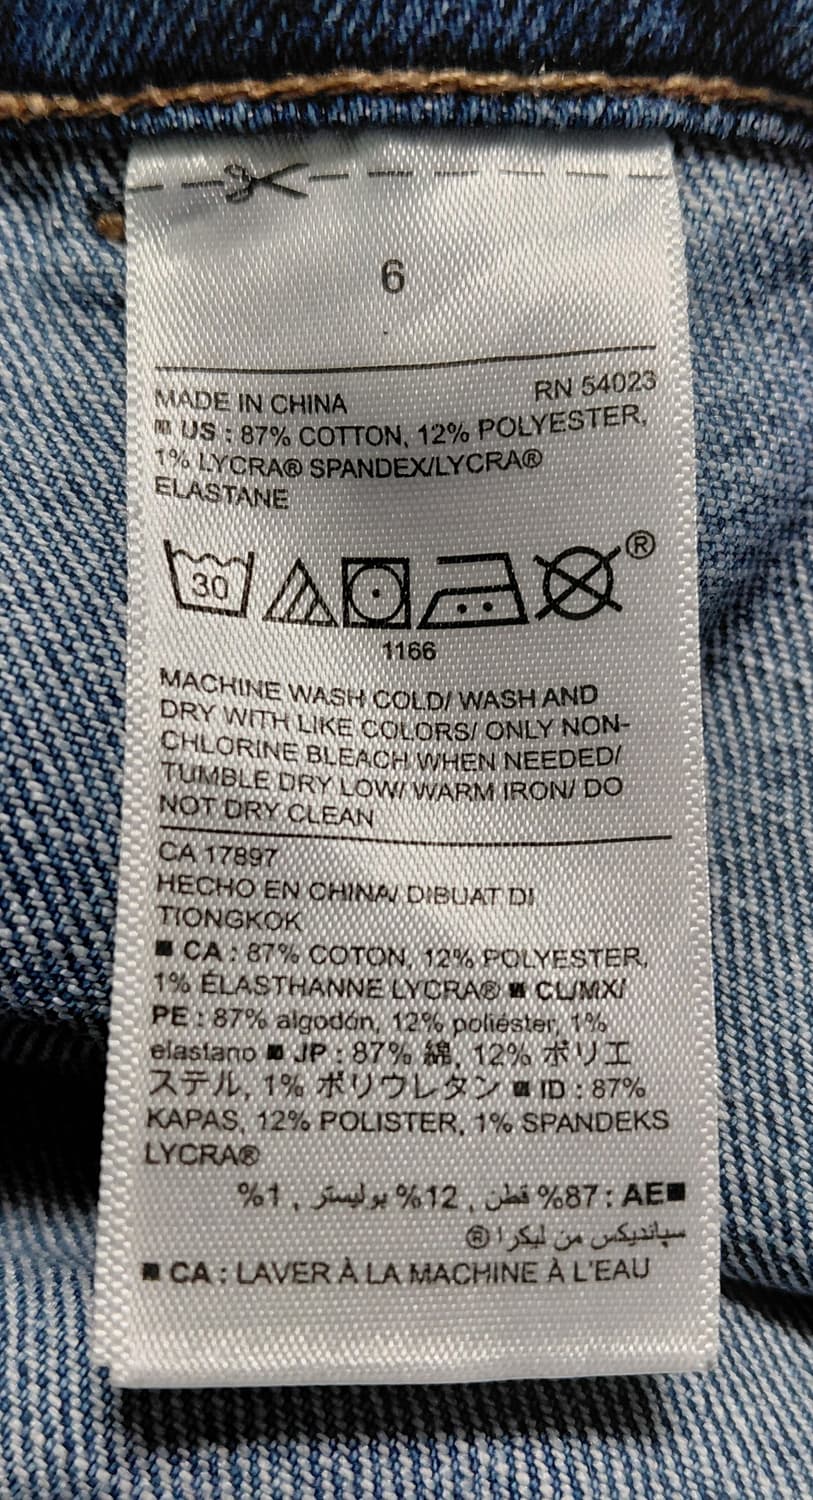 6
MADE IN CHINA RN 54023
US : 87% COTTON, 12% POLYESTER,
1% LYCRA® SPANDEX/LYCRA®
ELASTANE
30
®
1166
MACHINE WASH COLD/ WASH AND
DRY WITH LIKE COLORS/ ONLY NON-
CHLORINE BLEACH WHEN NEEDED/
TUMBLE DRY LOW/ WARM IRON/ DO
NOT DRY CLEAN
CA 17897
HECHO EN CHINA/ DIBUAT DI
TIONGKOK
■ CA : 87% COTON, 12% POLYESTER,
1% ÉLASTHANNE LYCRA® ■ CL/MX/
PE : 87% algodón, 12% poliéster, 1%
elastano ■ JP : 87% 綿, 12% ポリエ
ステル, 1% ポリウレタン ■ ID : 87%
KAPAS, 12% POLISTER, 1% SPANDEKS
LYCRA®
■AE : 87% قطن , 12% بوليستر , 1%
سباندیكس من ليكرا ®
■ CA : LAVER À LA MACHINE À L'EAU